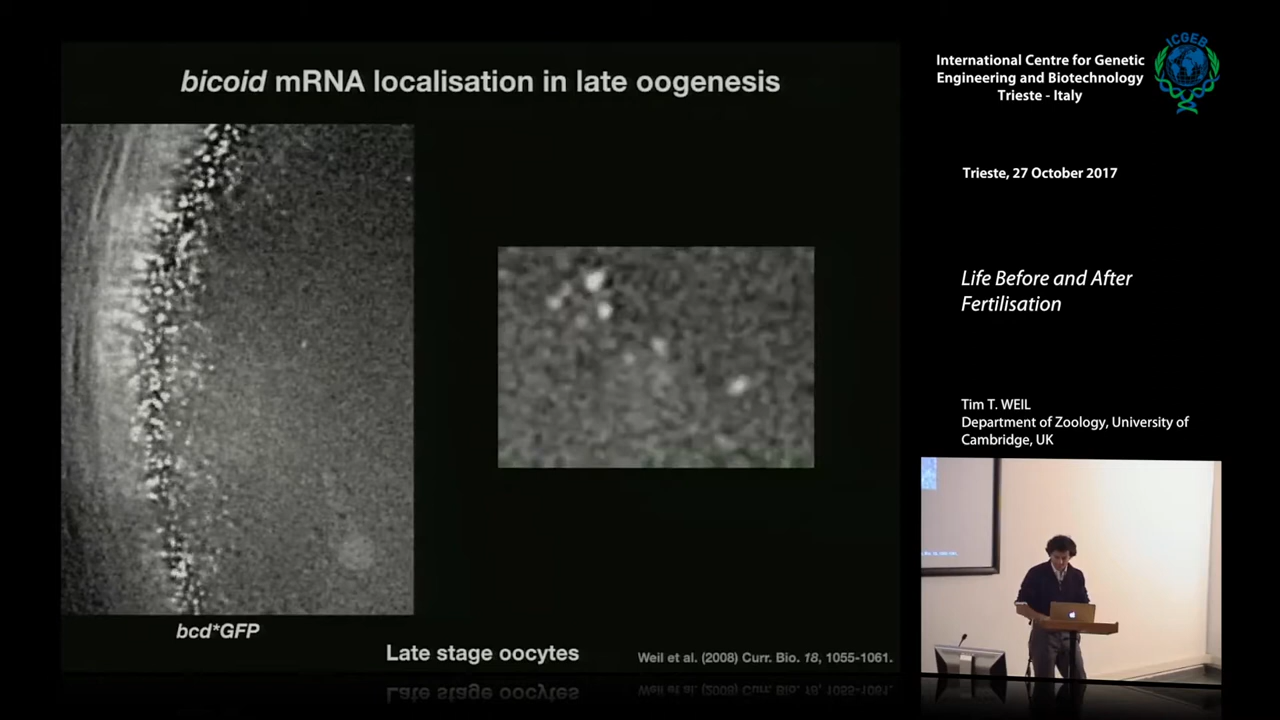 bicoid mRNA localisation in late oogenesis
bcd*GFP
Late stage oocytes
Weil et al. (2008) Curr. Bio. 18, 1055-1061.
International Centre for Genetic
Engineering and Biotechnology
Trieste - Italy
ICGEB
Trieste, 27 October 2017
Life Before and After
Fertilisation
Tim T. WEIL
Department of Zoology, University of
Cambridge, UK